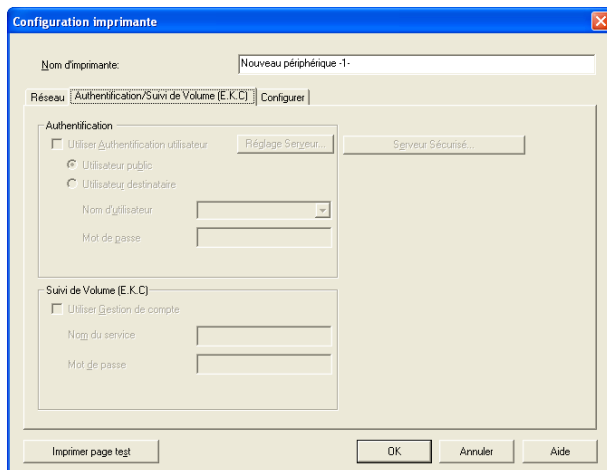 Configuration imprimante
Nom d'imprimante:
Nouveau périphérique -1-
Réseau
Authentification/Suivi de Volume (E.K.C)
Configurer
Authentification
Utiliser Authentification utilisateur
Réglage Serveur...
Serveur Sécurisé...
Utilisateur public
Utilisateur destinataire
Nom d'utilisateur
Mot de passe
Suivi de Volume (E.K.C)
Utiliser Gestion de compte
Nom du service
Mot de passe
Imprimer page test
OK
Annuler
Aide